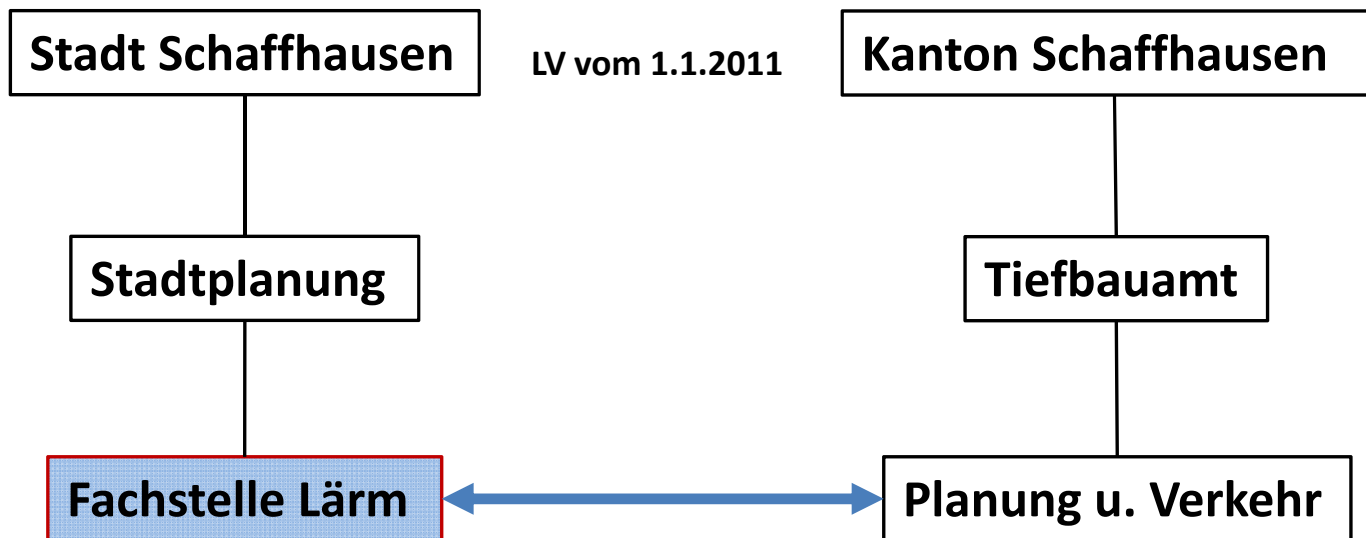 Stadt Schaffhausen
LV vom 1.1.2011
Kanton Schaffhausen
Stadtplanung
Tiefbauamt
Fachstelle Lärm
Planung u. Verkehr